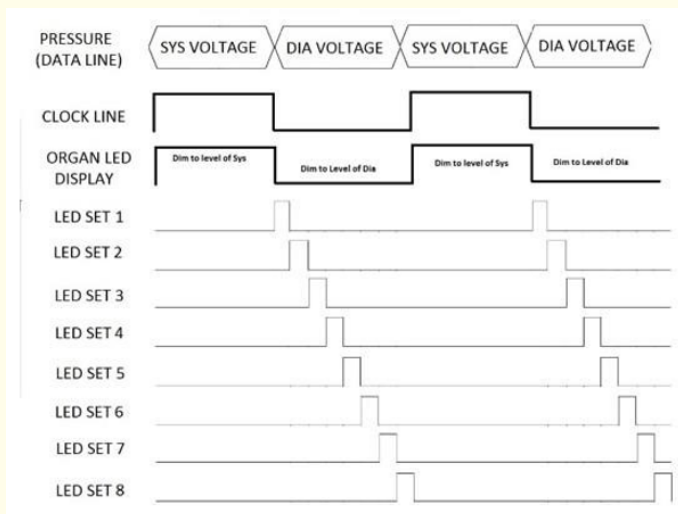 PRESSURE
(DATA LINE)
SYS VOLTAGE DIA VOLTAGE SYS VOLTAGE DIA VOLTAGE
CLOCK LINE
ORGAN LED
DISPLAY
Dim to level of Sys Dim to Level of Dia Dim to level of Sys Dim to Level of Dia
LED SET 1
LED SET 2
LED SET 3
LED SET 4
LED SET 5
LED SET 6
LED SET 7
LED SET 8